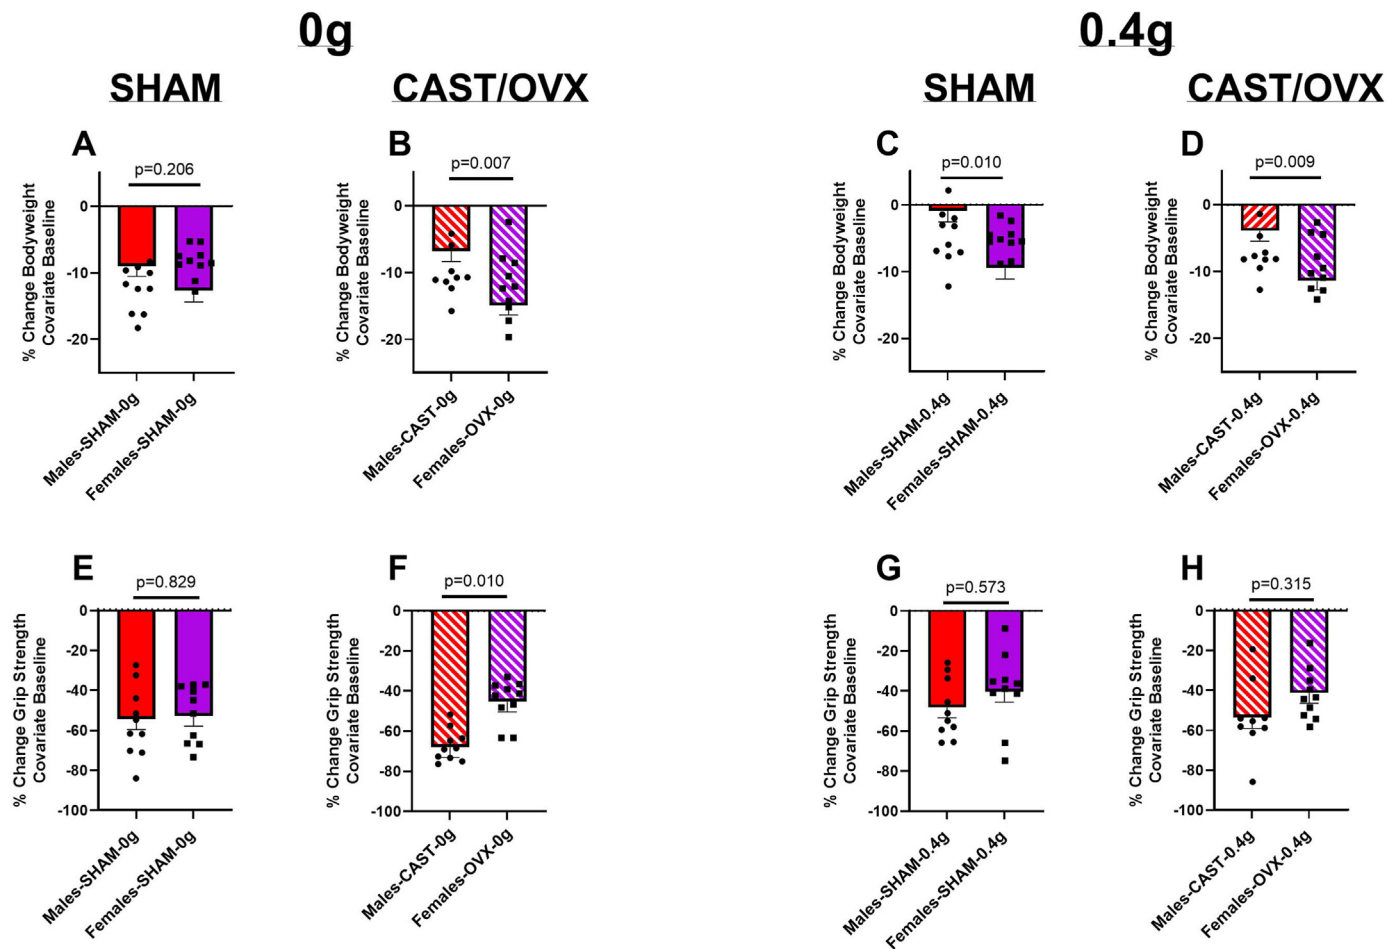 0g
0.4g
SHAM
CAST/OVX
SHAM
CAST/OVX
A
p=0.206
% Change Bodyweight
Covariate Baseline
0
-10
-20
Males-SHAM-0g
Females-SHAM-0g
B
p=0.007
% Change Bodyweight
Covariate Baseline
0
-10
-20
Males-CAST-0g
Females-OVX-0g
C
p=0.010
% Change Bodyweight
Covariate Baseline
0
-10
-20
Males-SHAM-0.4g
Females-SHAM-0.4g
D
p=0.009
% Change Bodyweight
Covariate Baseline
0
-10
-20
Males-CAST-0.4g
Females-OVX-0.4g
E
p=0.829
% Change Grip Strength
Covariate Baseline
0
-20
-40
-60
-80
-100
Males-SHAM-0g
Females-SHAM-0g
F
p=0.010
% Change Grip Strength
Covariate Baseline
0
-20
-40
-60
-80
-100
Males-CAST-0g
Females-OVX-0g
G
p=0.573
% Change Grip Strength
Covariate Baseline
0
-20
-40
-60
-80
-100
Males-SHAM-0.4g
Females-SHAM-0.4g
H
p=0.315
% Change Grip Strength
Covariate Baseline
0
-20
-40
-60
-80
-100
Males-CAST-0.4g
Females-OVX-0.4g